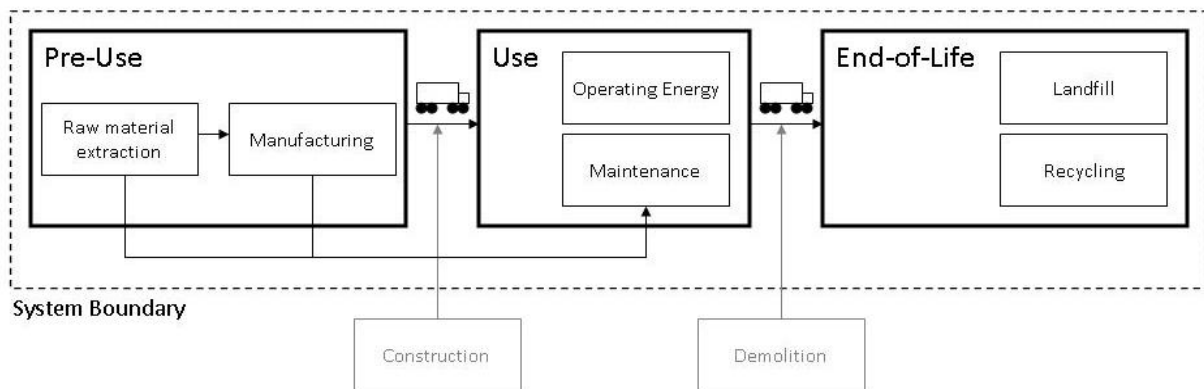 Pre-Use
Raw material
extraction
Manufacturing
Use
Operating Energy
Maintenance
End-of-Life
Landfill
Recycling
System Boundary
Construction
Demolition